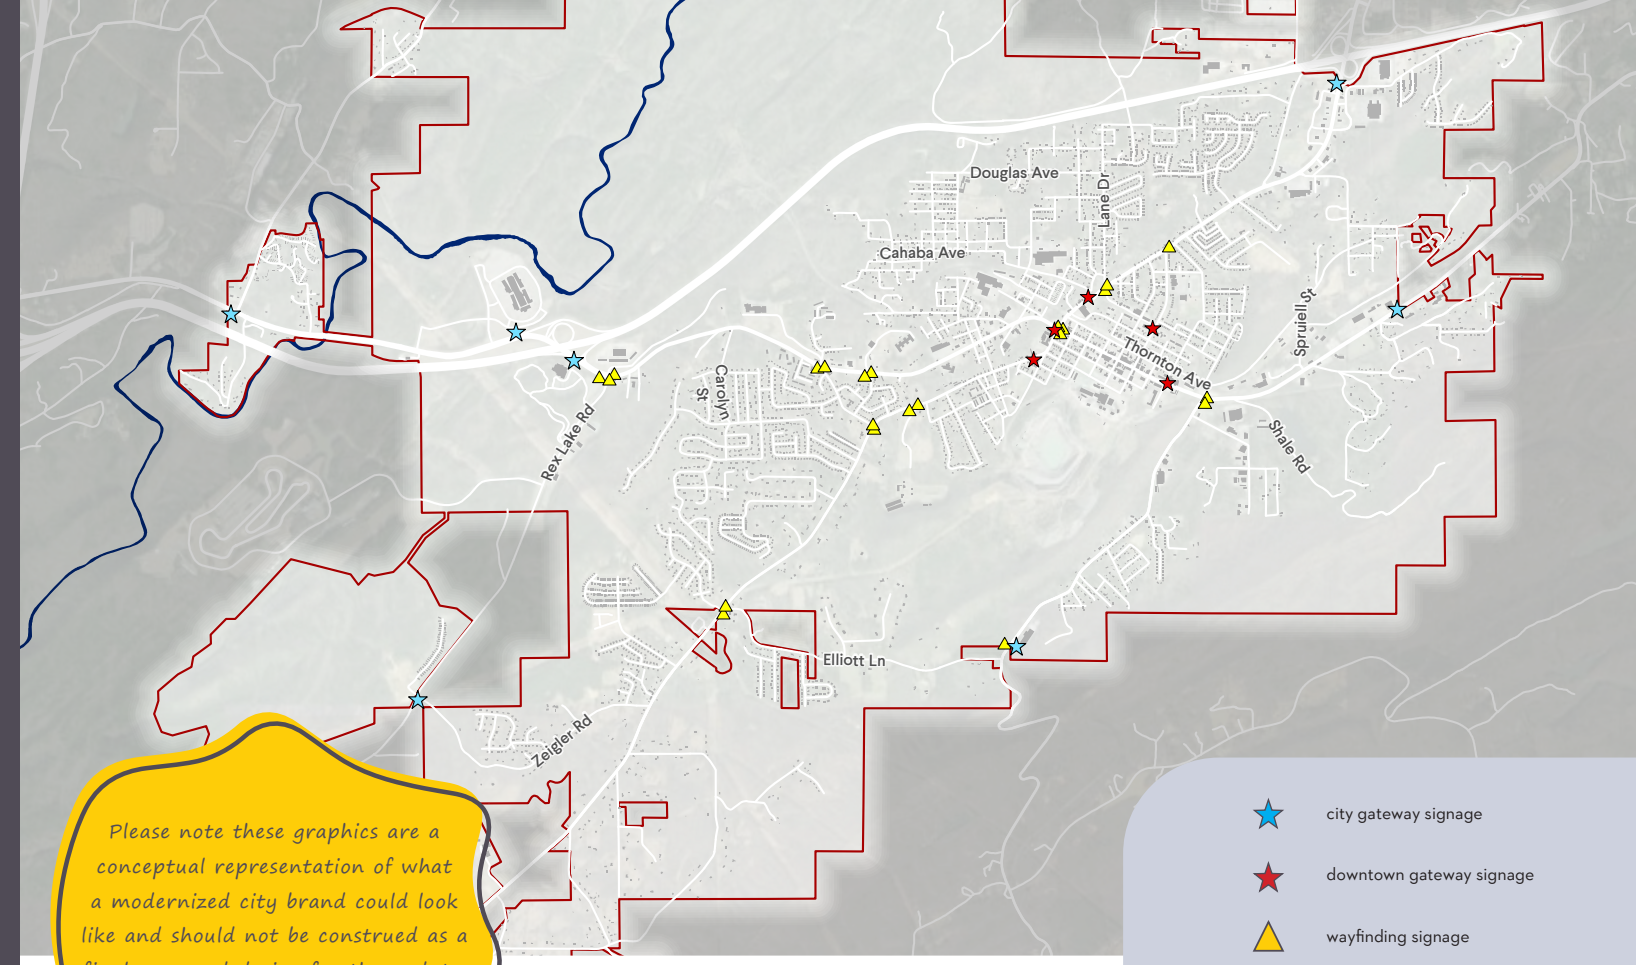 Douglas Ave
Lane Dr
Cahaba Ave
Spruiell St
Thornton Ave
Carolyn
St
Rex Lake Rd
Shale Rd
Elliott Ln
Zeigler Rd
Please note these graphics are a
conceptual representation of what
a modernized city brand could look
like and should not be construed as a
city gateway signage
downtown gateway signage
wayfinding signage